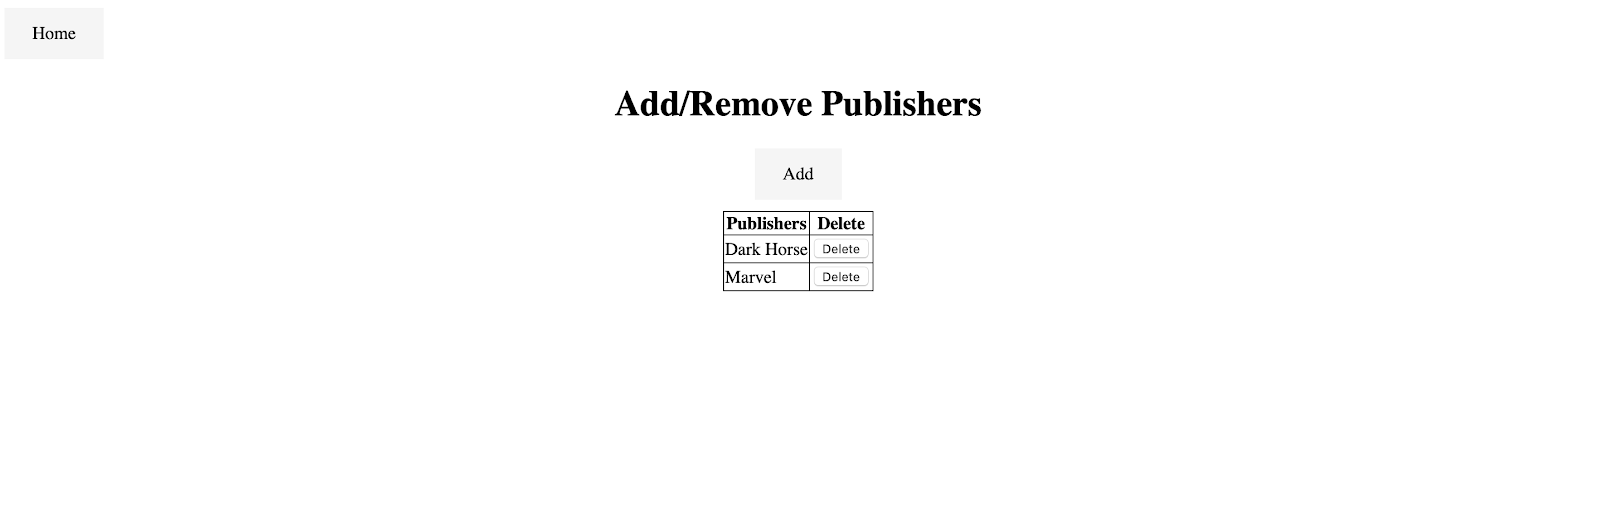 Home
Add/Remove Publishers
Add
Publishers Delete
Dark Horse Delete
Marvel Delete